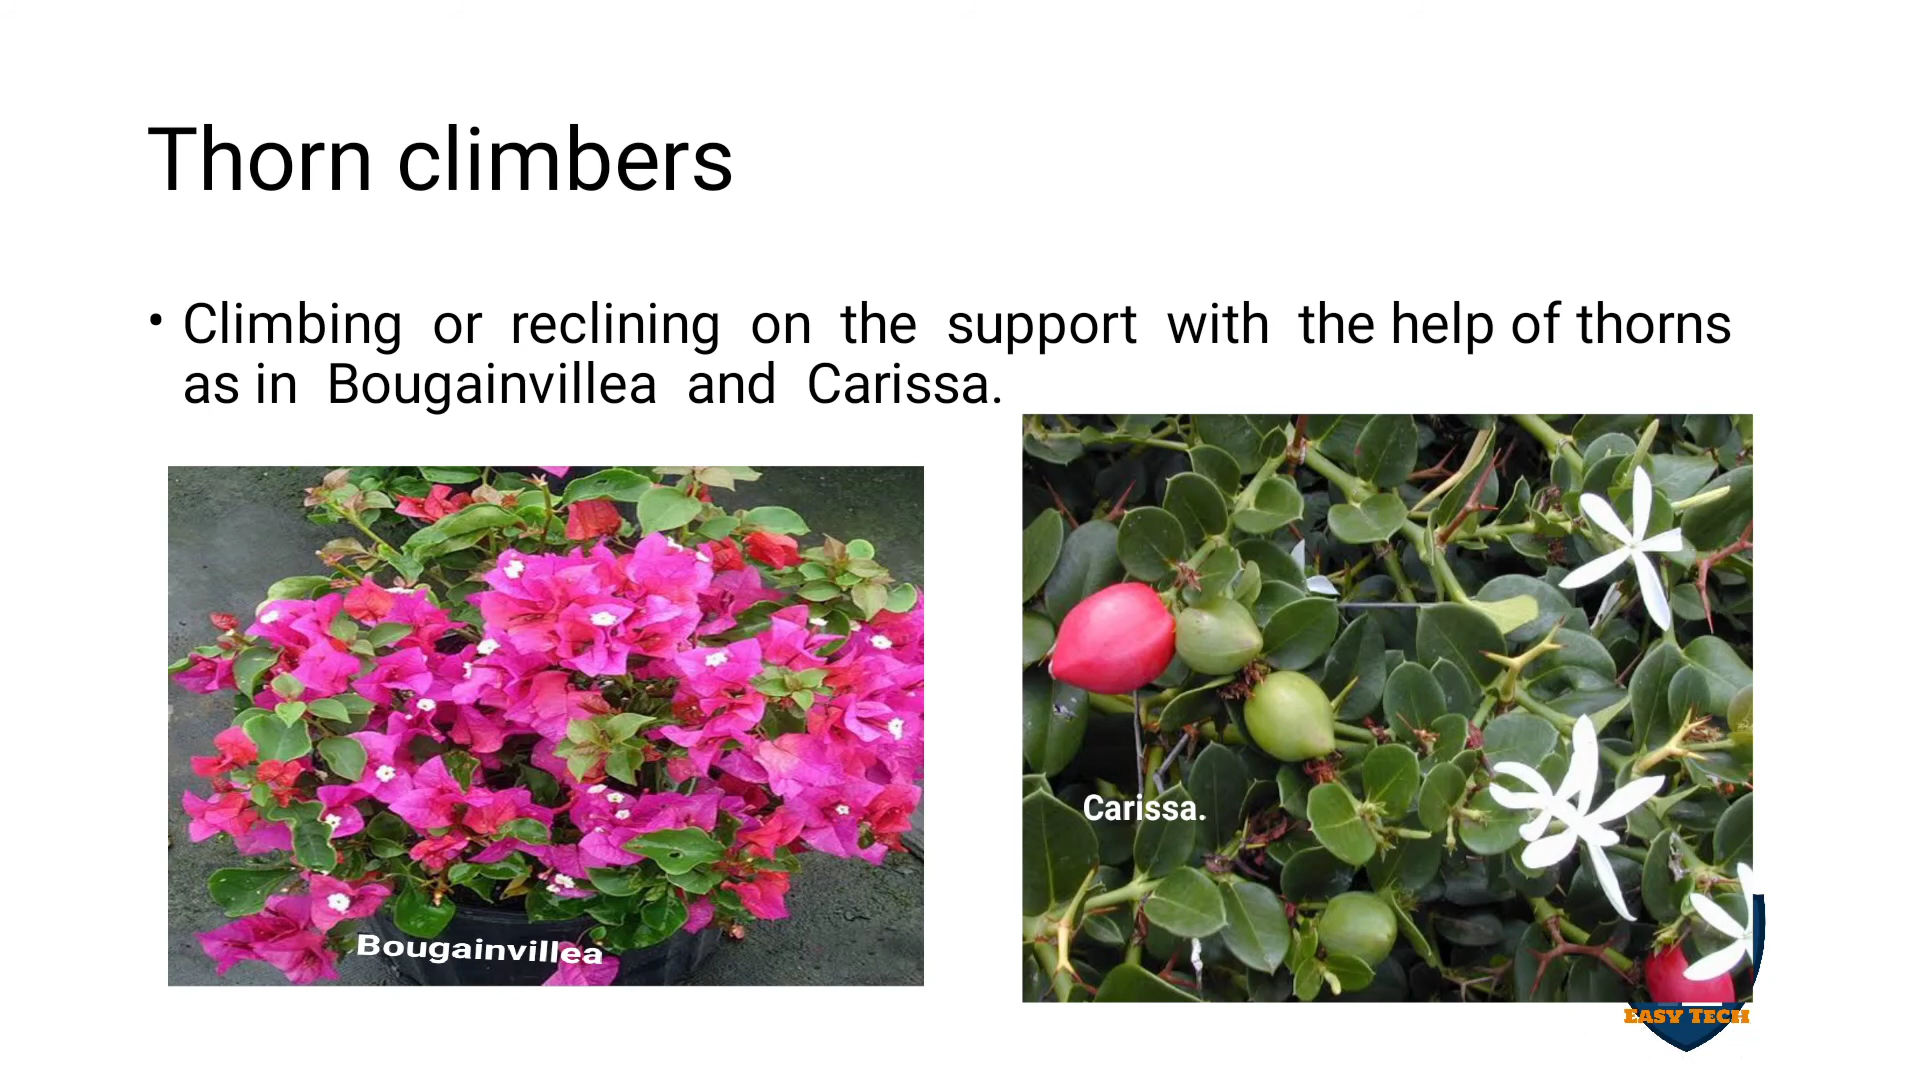 Thorn climbers
• Climbing or reclining on the support with the help of thorns
as in Bougainvillea and Carissa.
Carissa.
Bougainvillea
EASY TECH